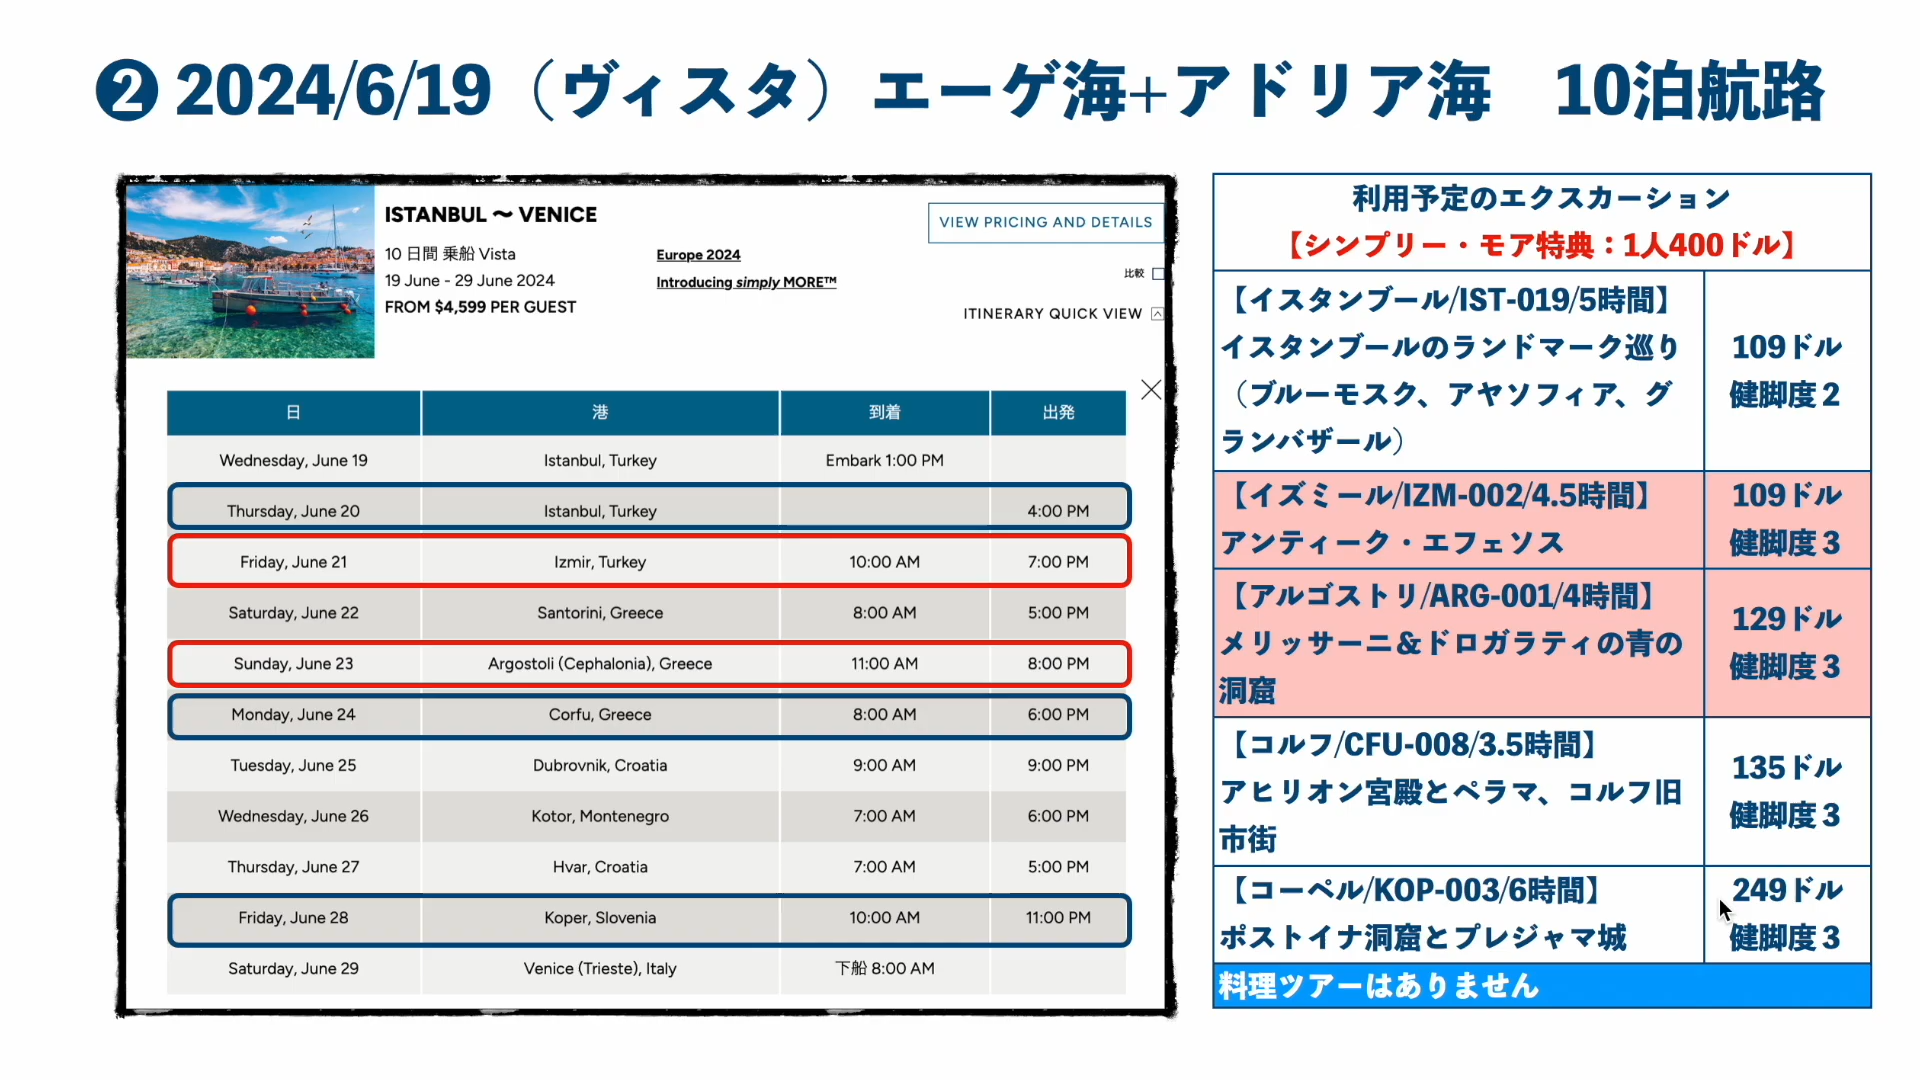 ❷ 2024/6/19（ヴィスタ）エーゲ海+アドリア海　10泊航路
ISTANBUL 〜 VENICE
10 日間 乗船 Vista
19 June - 29 June 2024
FROM $4,599 PER GUEST
Europe 2024
Introducing simply MORE™
VIEW PRICING AND DETAILS
比較
ITINERARY QUICK VIEW
日 港 到着 出発
Wednesday, June 19 Istanbul, Turkey Embark 1:00 PM
Thursday, June 20 Istanbul, Turkey 4:00 PM
Friday, June 21 Izmir, Turkey 10:00 AM 7:00 PM
Saturday, June 22 Santorini, Greece 8:00 AM 5:00 PM
Sunday, June 23 Argostoli (Cephalonia), Greece 11:00 AM 8:00 PM
Monday, June 24 Corfu, Greece 8:00 AM 6:00 PM
Tuesday, June 25 Dubrovnik, Croatia 9:00 AM 9:00 PM
Wednesday, June 26 Kotor, Montenegro 7:00 AM 6:00 PM
Thursday, June 27 Hvar, Croatia 7:00 AM 5:00 PM
Friday, June 28 Koper, Slovenia 10:00 AM 11:00 PM
Saturday, June 29 Venice (Trieste), Italy 下船 8:00 AM
利用予定のエクスカーション
【シンプリー・モア特典：1人400ドル】
【イスタンブール/IST-019/5時間】
イスタンブールのランドマーク巡り
（ブルーモスク、アヤソフィア、グ
ランバザール）
109ドル
健脚度２
【イズミール/IZM-002/4.5時間】
アンティーク・エフェソス
109ドル
健脚度３
【アルゴストリ/ARG-001/4時間】
メリッサーニ＆ドロガラティの青の
洞窟
129ドル
健脚度３
【コルフ/CFU-008/3.5時間】
アヒリオン宮殿とペラマ、コルフ旧
市街
135ドル
健脚度３
【コーペル/KOP-003/6時間】
ポストイナ洞窟とプレジャマ城
249ドル
健脚度３
料理ツアーはありません